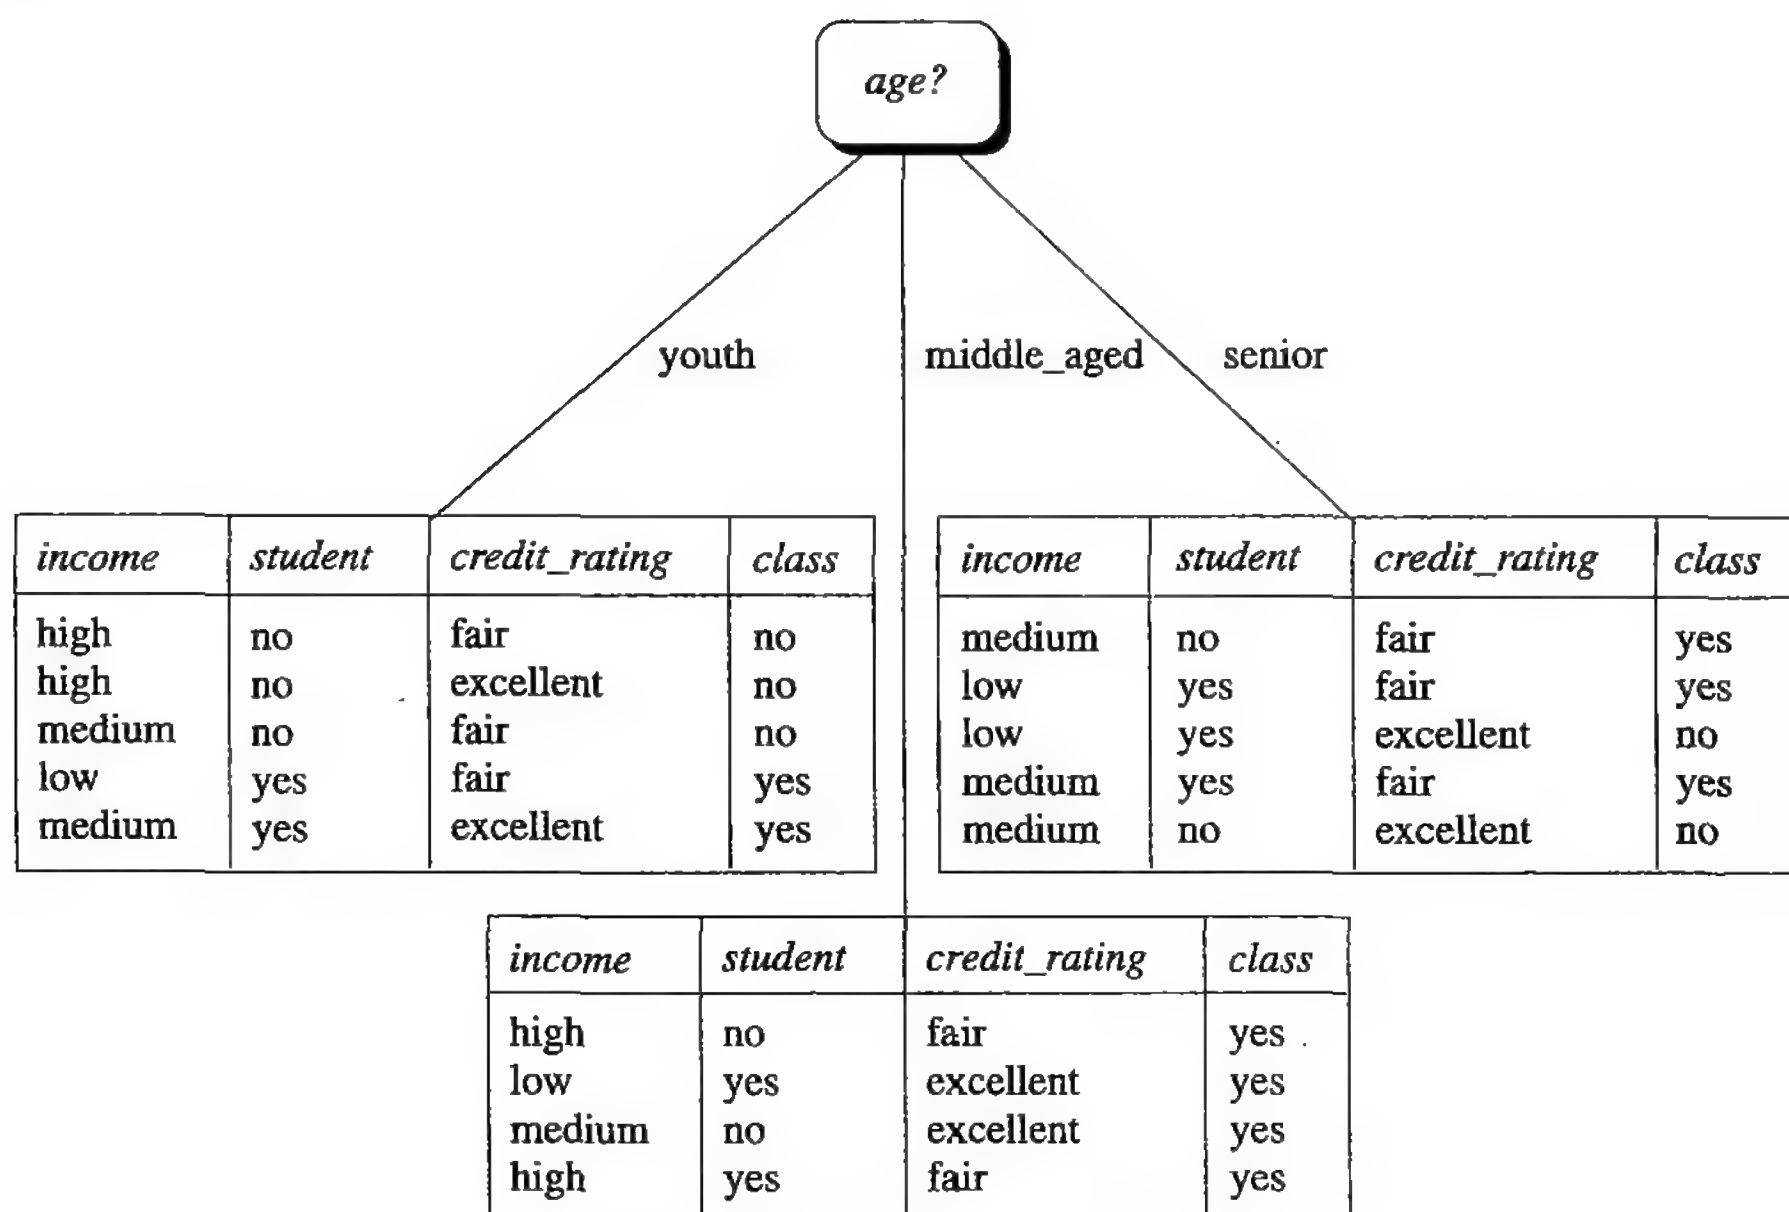 age?
youth middle_aged senior
income student credit_rating class
high no fair no
high no excellent no
medium no fair no
low yes fair yes
medium yes excellent yes
income student credit_rating class
medium no fair yes
low yes fair yes
low yes excellent no
medium yes fair yes
medium no excellent no
income student credit_rating class
high no fair yes
low yes excellent yes
medium no excellent yes
high yes fair yes